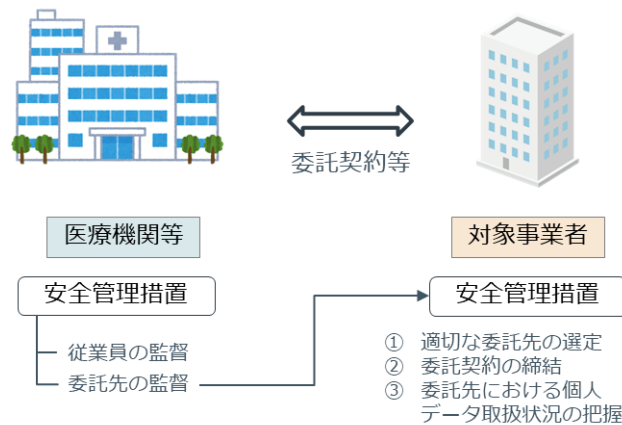 委託契約等
医療機関等
対象事業者
安全管理措置
安全管理措置
従業員の監督
委託先の監督
① 適切な委託先の選定
② 委託契約の締結
③ 委託先における個人
データ取扱状況の把握